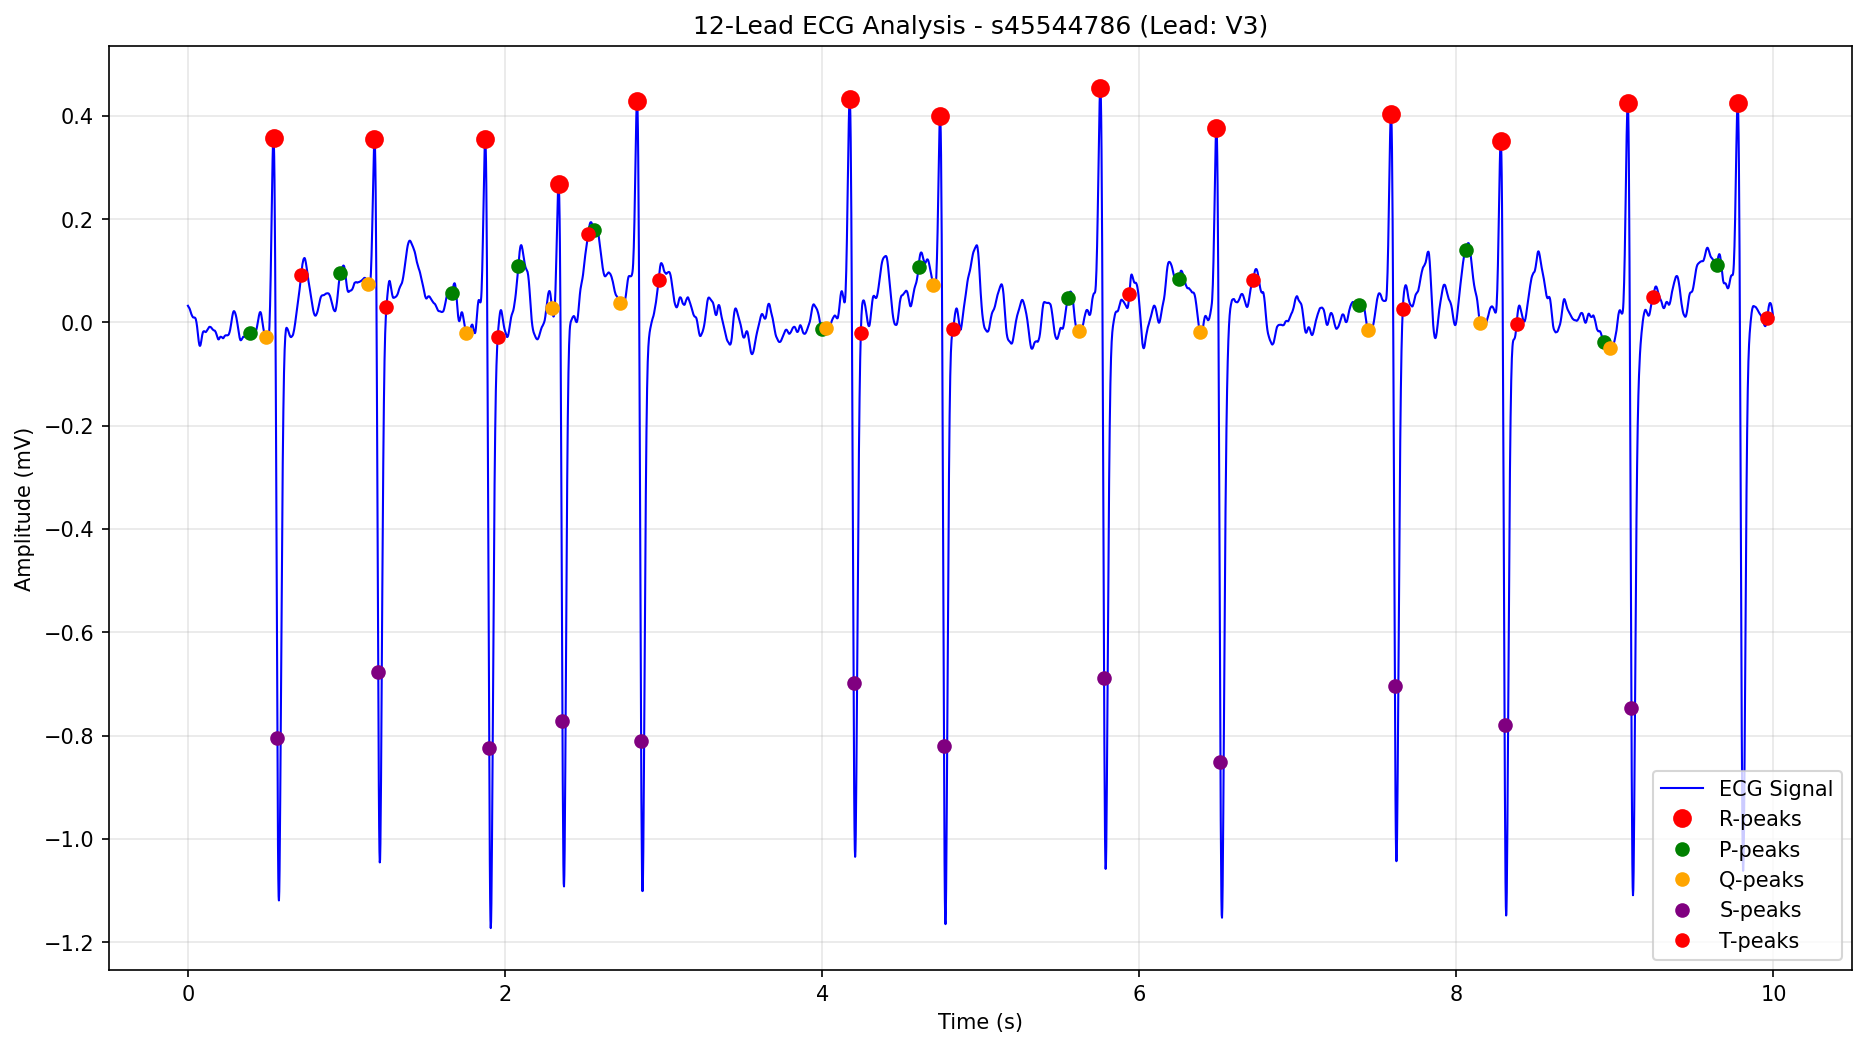 12-Lead ECG Analysis - s45544786 (Lead: V3)
Amplitude (mV)
0.4
0.2
0.0
−0.2
−0.4
−0.6
−0.8
−1.0
−1.2
0 2 4 6 8 10
Time (s)
ECG Signal
R-peaks
P-peaks
Q-peaks
S-peaks
T-peaks